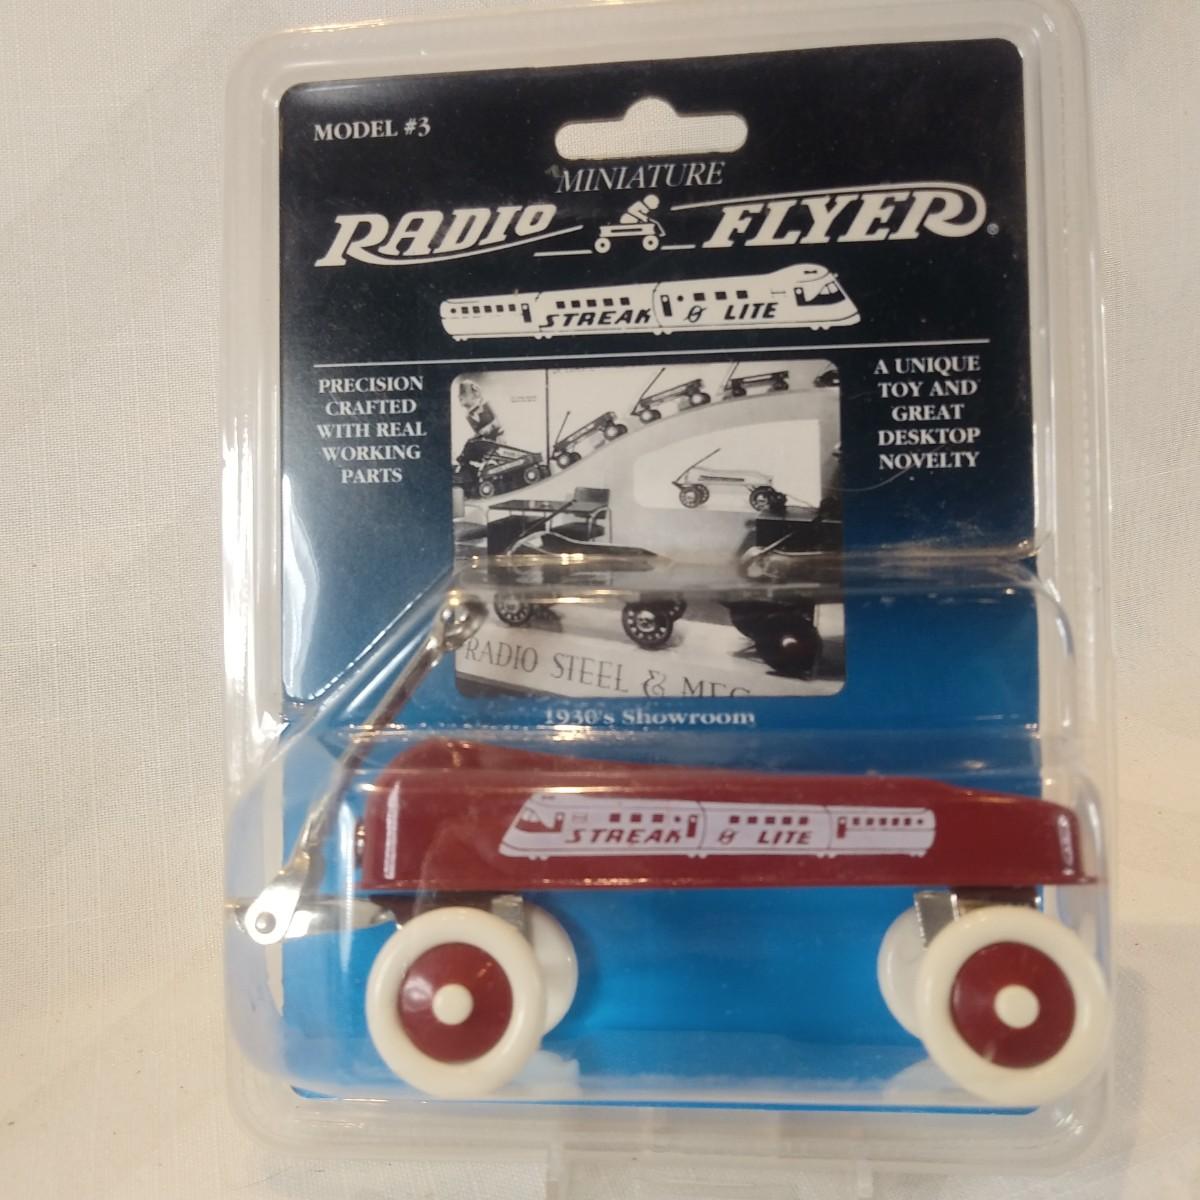 MODEL #3
MINIATURE
RADIO FLYER®
STREAK O LITE
PRECISION
CRAFTED
WITH REAL
WORKING
PARTS
A UNIQUE
TOY AND
GREAT
DESKTOP
NOVELTY
RADIO STEEL & MFG
1930's Showroom
STREAK O LITE